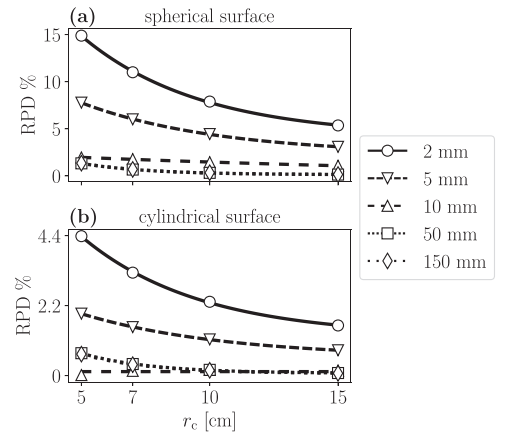 (a) spherical surface
15
10
5
0
RPD %
2 mm
5 mm
10 mm
50 mm
150 mm
(b) cylindrical surface
4.4
2.2
0
RPD %
5 7 10 15
r_c [cm]